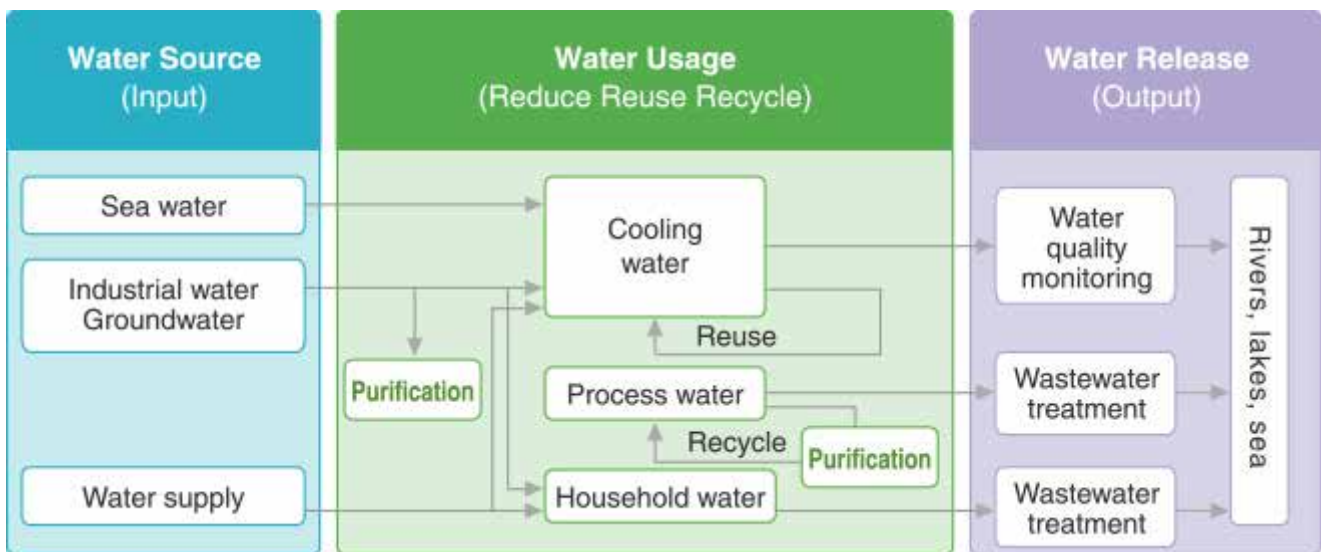 Water Source
(Input)
Water Usage
(Reduce Reuse Recycle)
Water Release
(Output)
Sea water
Industrial water
Groundwater
Water supply
Purification
Cooling
water
Reuse
Process water
Recycle
Purification
Household water
Water
quality
monitoring
Wastewater
treatment
Wastewater
treatment
Rivers, lakes, sea